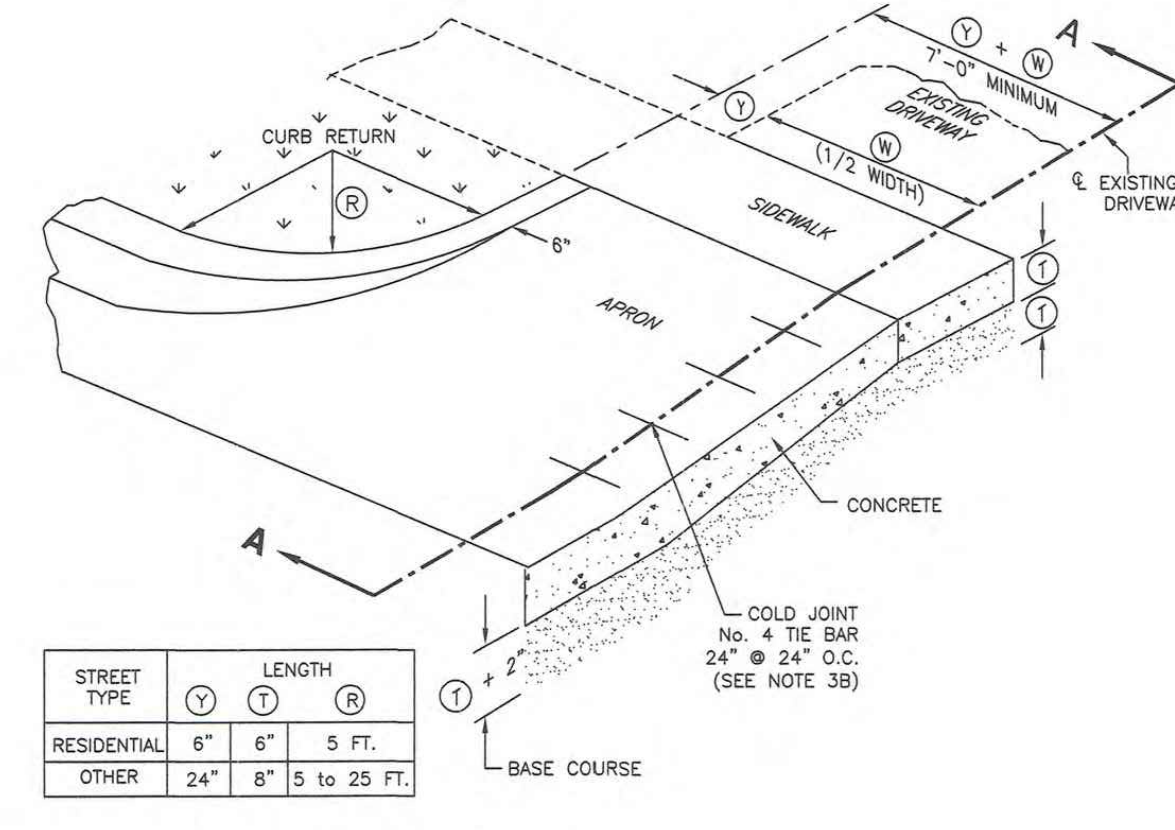 Y + W
7'-0" MINIMUM
A
Y
EXISTING
DRIVEWAY
W
(1/2 WIDTH)
CURB RETURN
R
6"
℄ EXISTING
SIDEWALK
T
T
APRON
CONCRETE
A
COLD JOINT
No. 4 TIE BAR
24" @ 24" O.C.
(SEE NOTE 3B)
T + 2"
BASE COURSE
STREET TYPE LENGTH
Y T R
RESIDENTIAL 6" 6" 5 FT.
OTHER 24" 8" 5 to 25 FT.